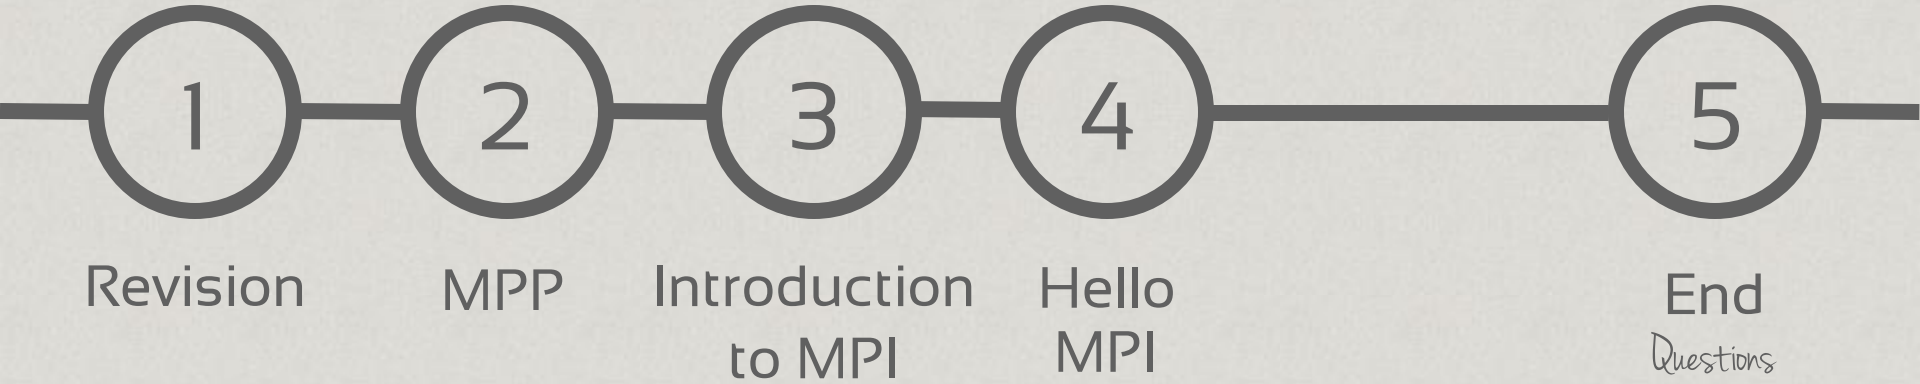 1 2 3 4 5
Revision
MPP
Introduction
to MPI
Hello
MPI
End
Questions